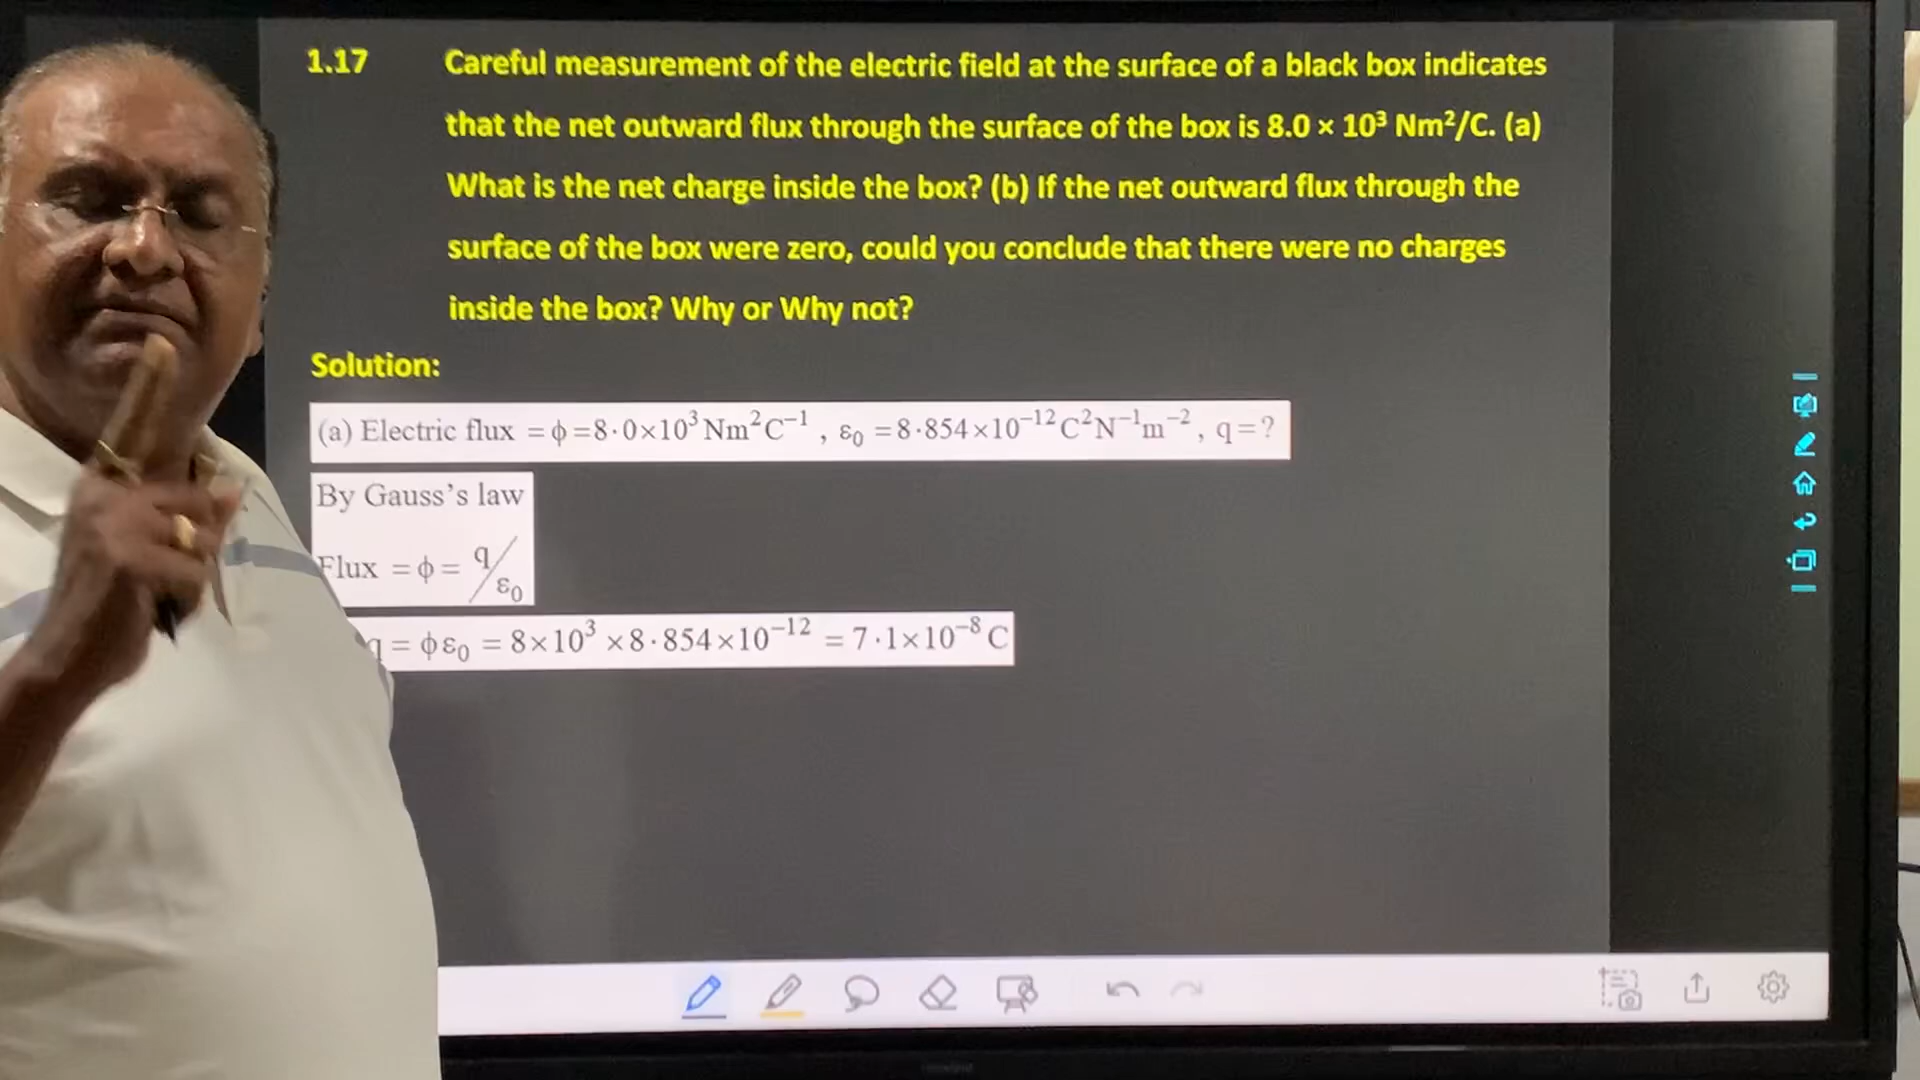 1.17 Careful measurement of the electric field at the surface of a black box indicates
that the net outward flux through the surface of the box is 8.0 × 10³ Nm²/C. (a)
What is the net charge inside the box? (b) If the net outward flux through the
surface of the box were zero, could you conclude that there were no charges
inside the box? Why or Why not?
Solution:
(a) Electric flux = ϕ =8·0×10³ Nm²C⁻¹ , ε₀ =8·854×10⁻¹²C²N⁻¹m⁻² , q=?
By Gauss’s law
Flux = ϕ = q/ε₀
q = ϕε₀ = 8×10³ ×8·854×10⁻¹² = 7·1×10⁻⁸ C